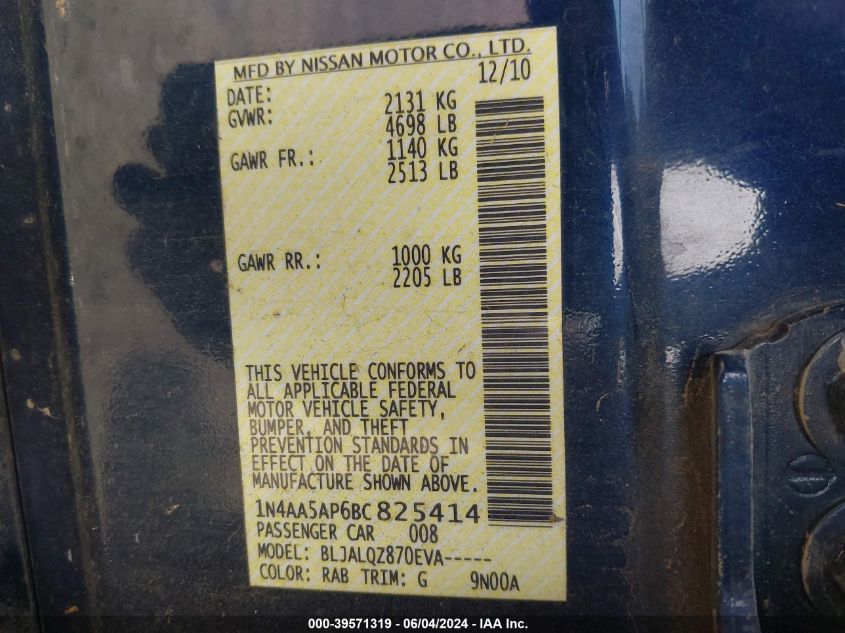 MFD BY NISSAN MOTOR CO., LTD.
DATE: 12/10
GVWR: 2131 KG
4698 LB
GAWR FR.: 1140 KG
2513 LB
GAWR RR.: 1000 KG
2205 LB
THIS VEHICLE CONFORMS TO
ALL APPLICABLE FEDERAL
MOTOR VEHICLE SAFETY,
BUMPER, AND THEFT
PREVENTION STANDARDS IN
EFFECT ON THE DATE OF
MANUFACTURE SHOWN ABOVE.
1N4AA5AP6BC825414
PASSENGER CAR 008
MODEL: BLJALQZ870EVA-----
COLOR: RAB TRIM: G 9N00A
000-39571319 - 06/04/2024 - IAA Inc.